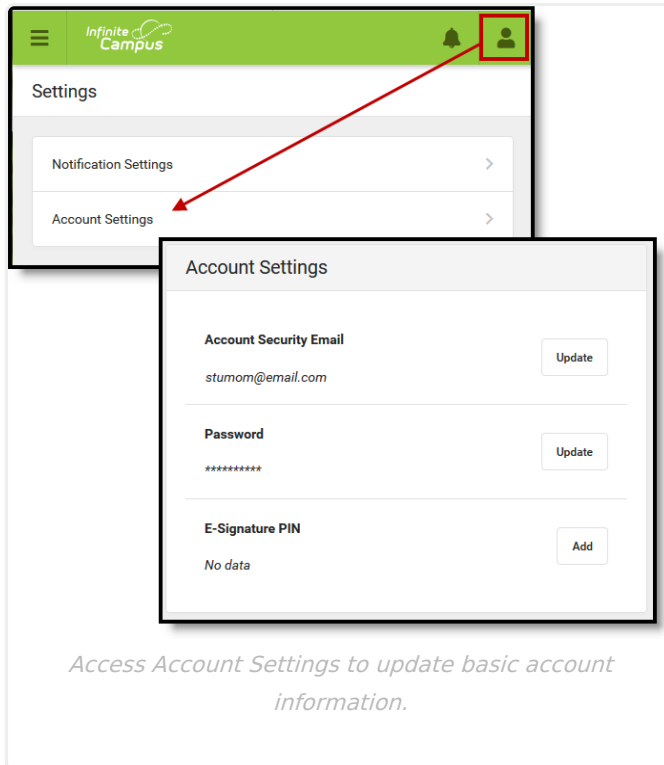 Infinite
Campus
Settings
Notification Settings
Account Settings
Account Settings
Account Security Email
Update
stumom@email.com
Password
Update
**********
E-Signature PIN
Add
No data
Access Account Settings to update basic account
information.